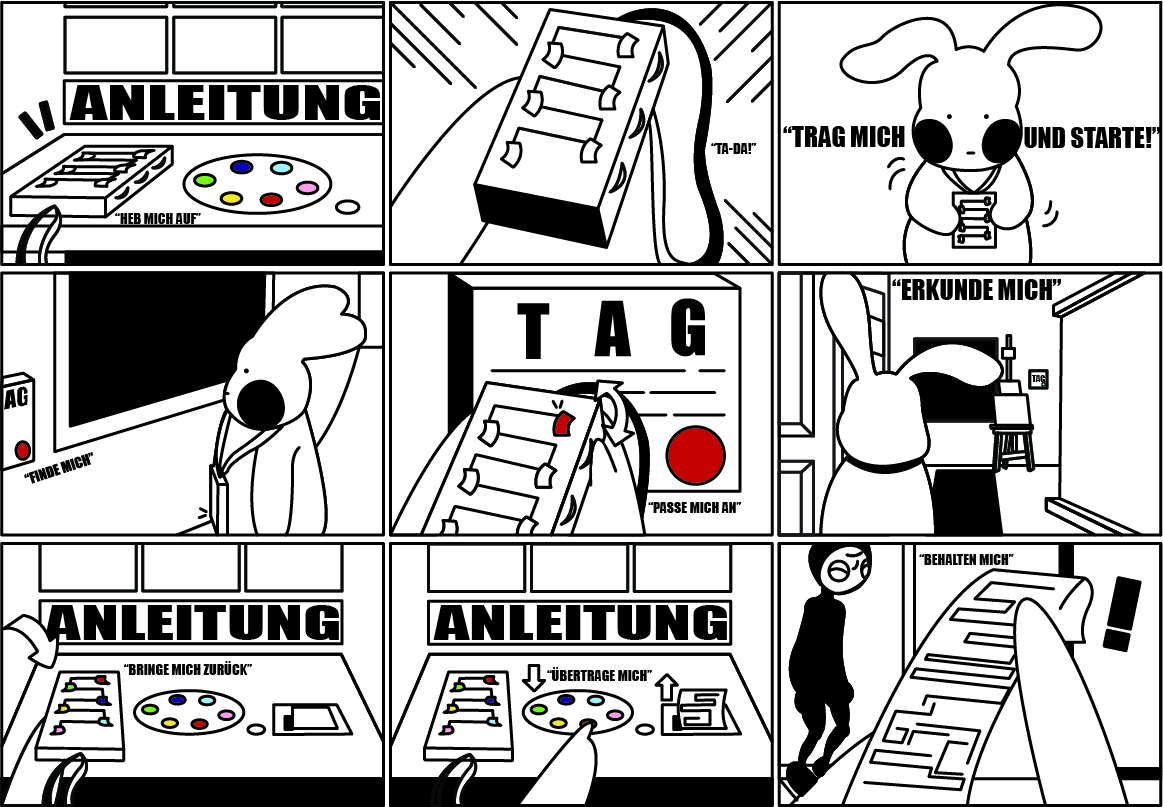 ANLEITUNG
“HEB MICH AUF”
“TA-DA!”
“TRAG MICH UND STARTE!”
AG
“FINDE MICH”
TAG
“PASSE MICH AN”
“ERKUNDE MICH”
TAG
ANLEITUNG
“BRINGE MICH ZURÜCK”
ANLEITUNG
“ÜBERTRAGE MICH”
“BEHALTEN MICH”